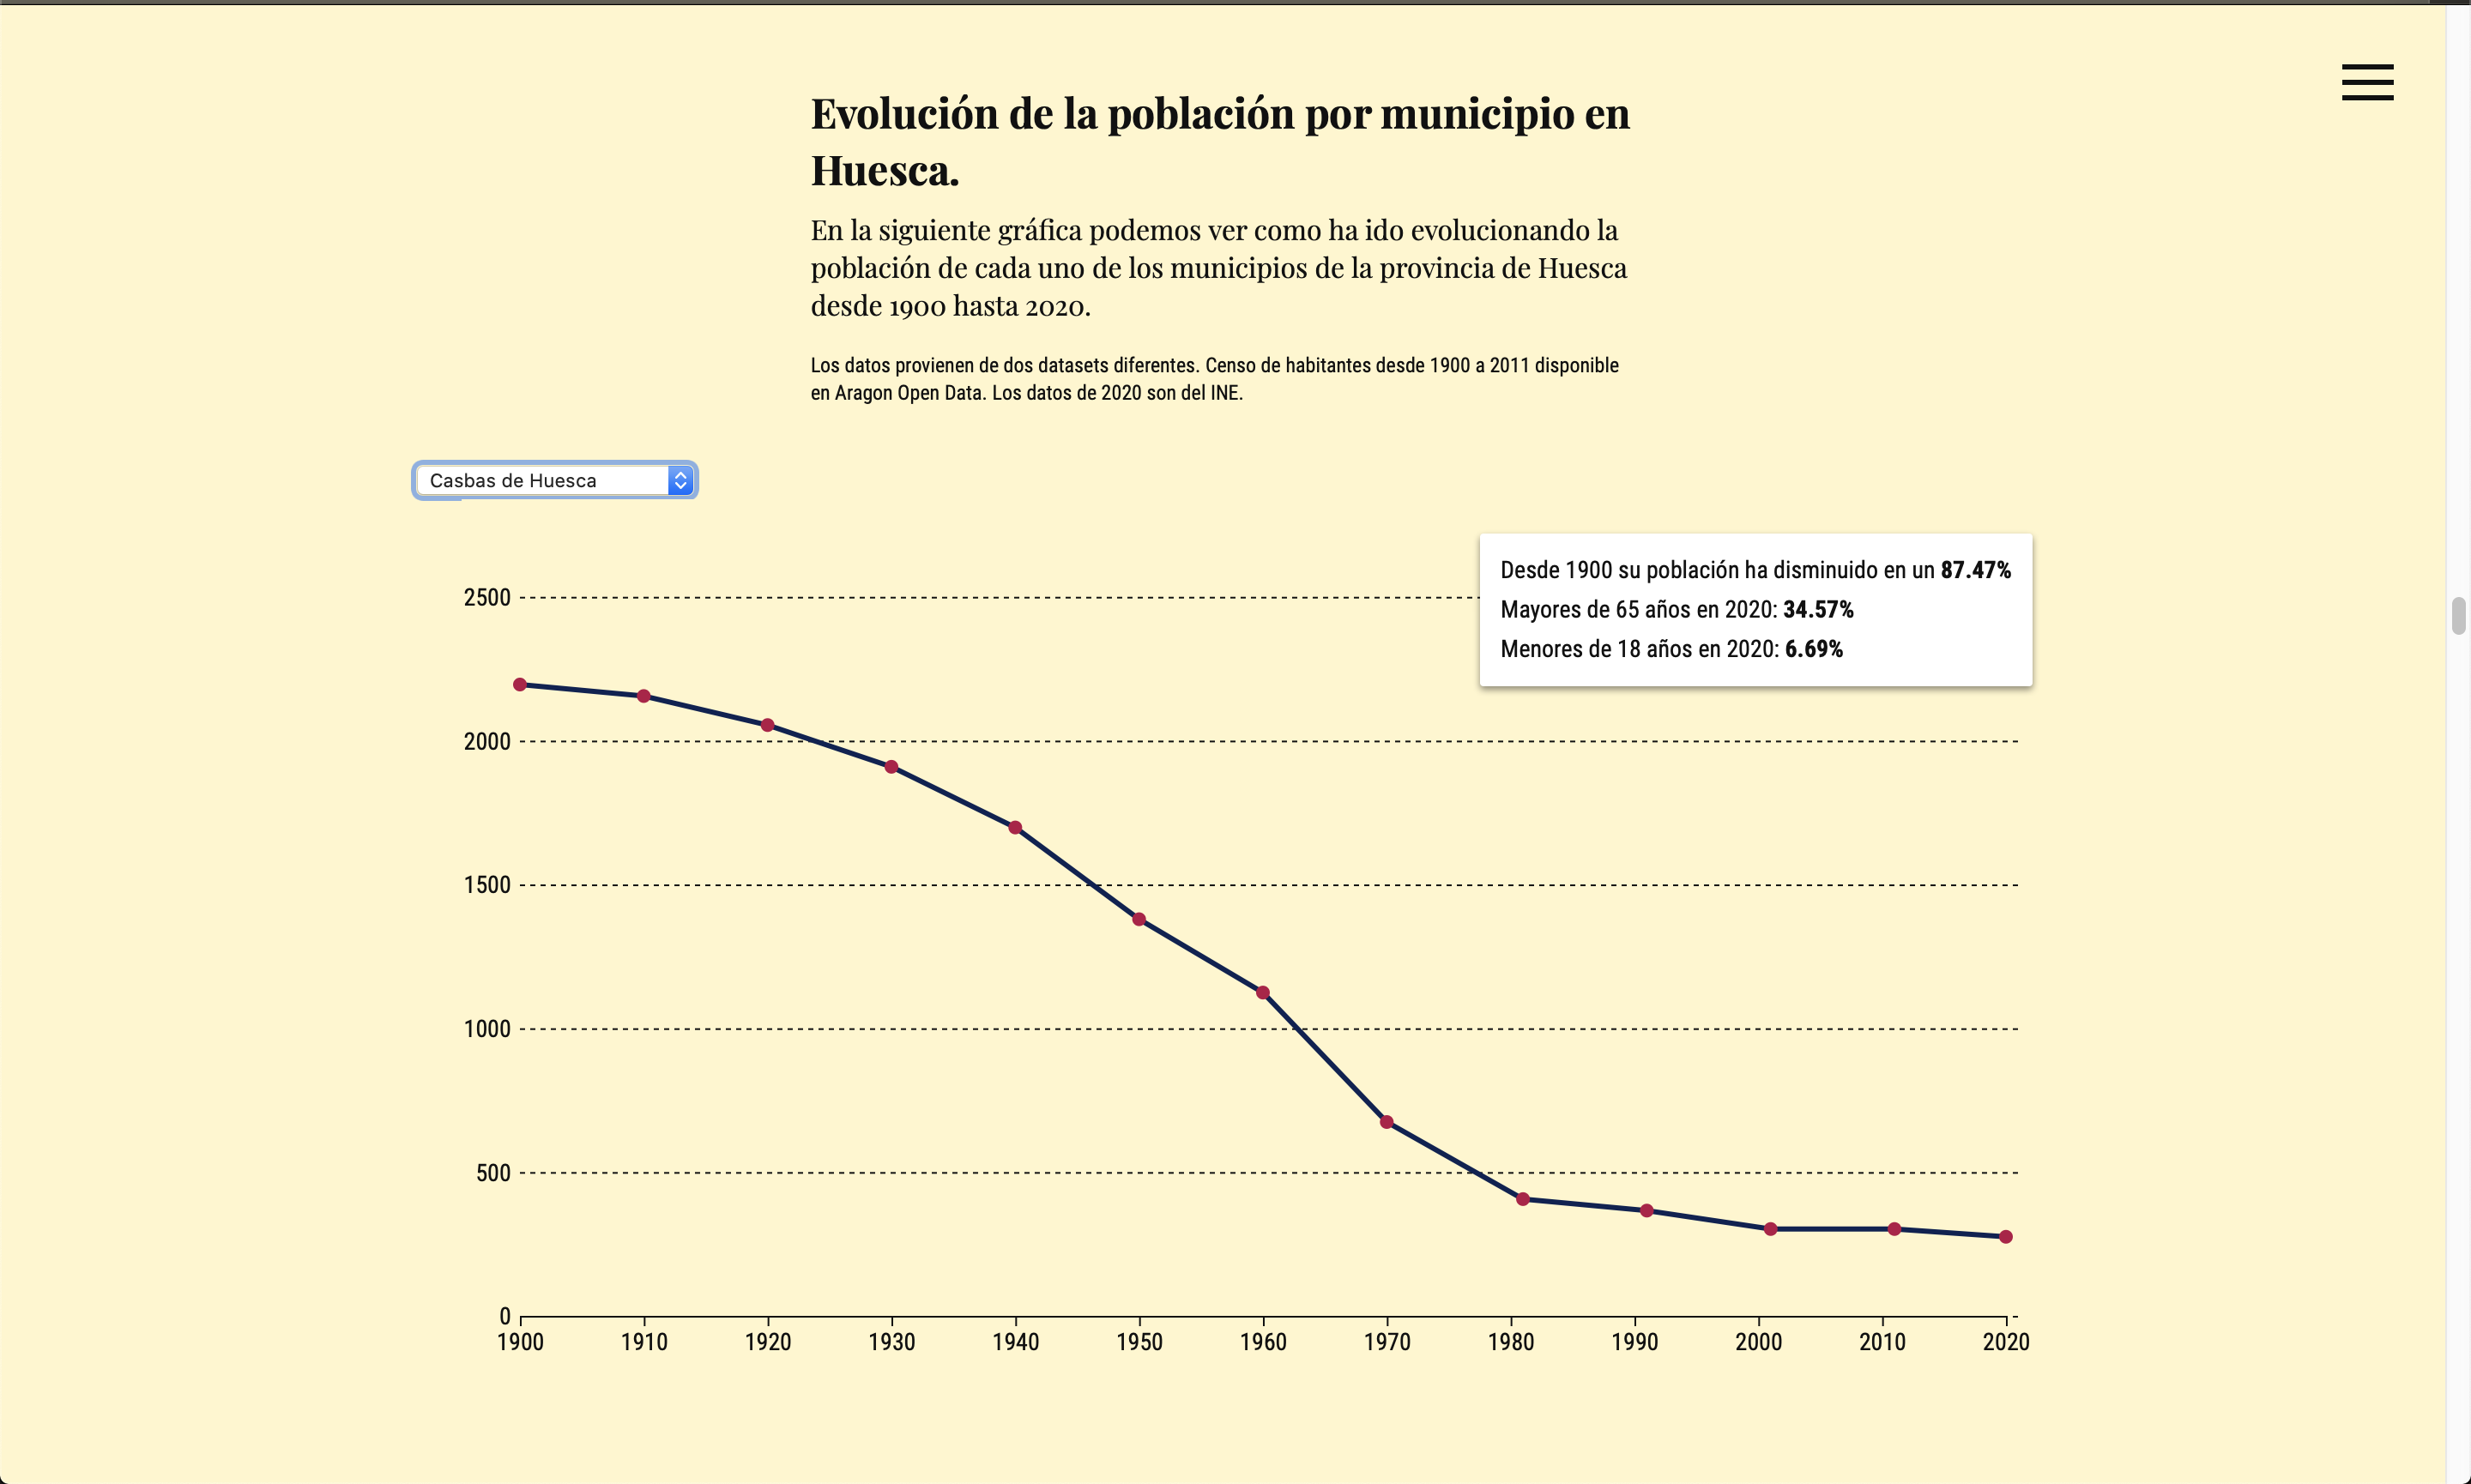 Evolución de la población por municipio en
Huesca.
En la siguiente gráfica podemos ver como ha ido evolucionando la
población de cada uno de los municipios de la provincia de Huesca
desde 1900 hasta 2020.
Los datos provienen de dos datasets diferentes. Censo de habitantes desde 1900 a 2011 disponible
en Aragon Open Data. Los datos de 2020 son del INE.
Casbas de Huesca
Desde 1900 su población ha disminuido en un 87.47%
Mayores de 65 años en 2020: 34.57%
Menores de 18 años en 2020: 6.69%
2500
2000
1500
1000
500
0
1900 1910 1920 1930 1940 1950 1960 1970 1980 1990 2000 2010 2020